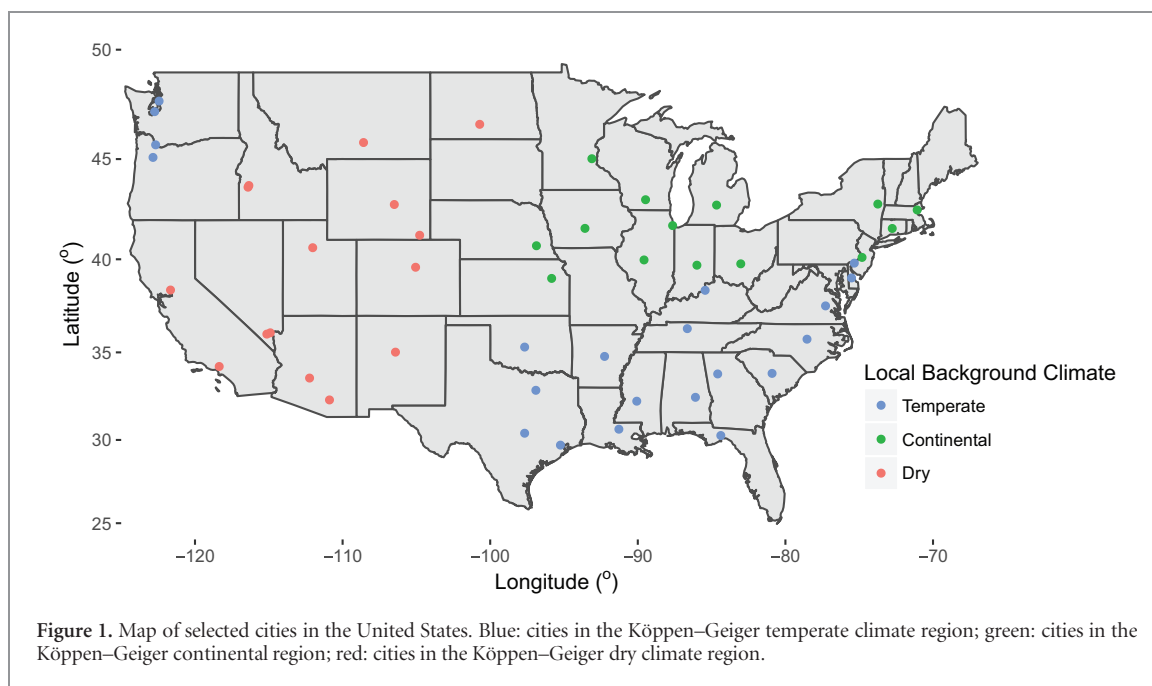 50
45
40
35
30
25
Latitude (°)
−120
−110
−100
−90
−80
−70
Longitude (°)
Local Background Climate
Temperate
Continental
Dry
Figure 1. Map of selected cities in the United States. Blue: cities in the Köppen–Geiger temperate climate region; green: cities in the
Köppen–Geiger continental region; red: cities in the Köppen–Geiger dry climate region.